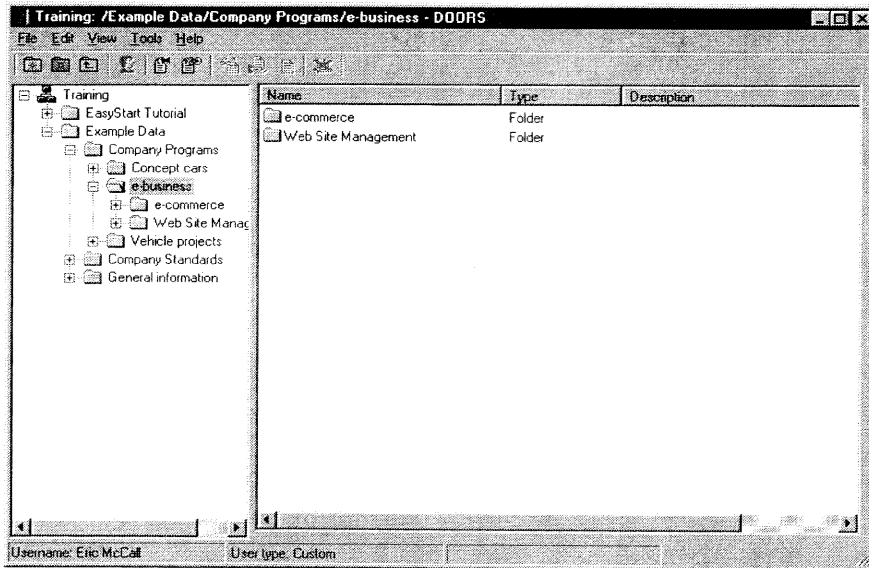 Training: /Example Data/Company Programs/e-business - DOORS
File Edit View Tools Help
Training
EasyStart Tutorial
Example Data
Company Programs
Concept cars
e-business
e-commerce
Web Site Manag
Vehicle projects
Company Standards
General information
Name Type Description
e-commerce Folder
Web Site Management Folder
Username: Eric McCall User type: Custom